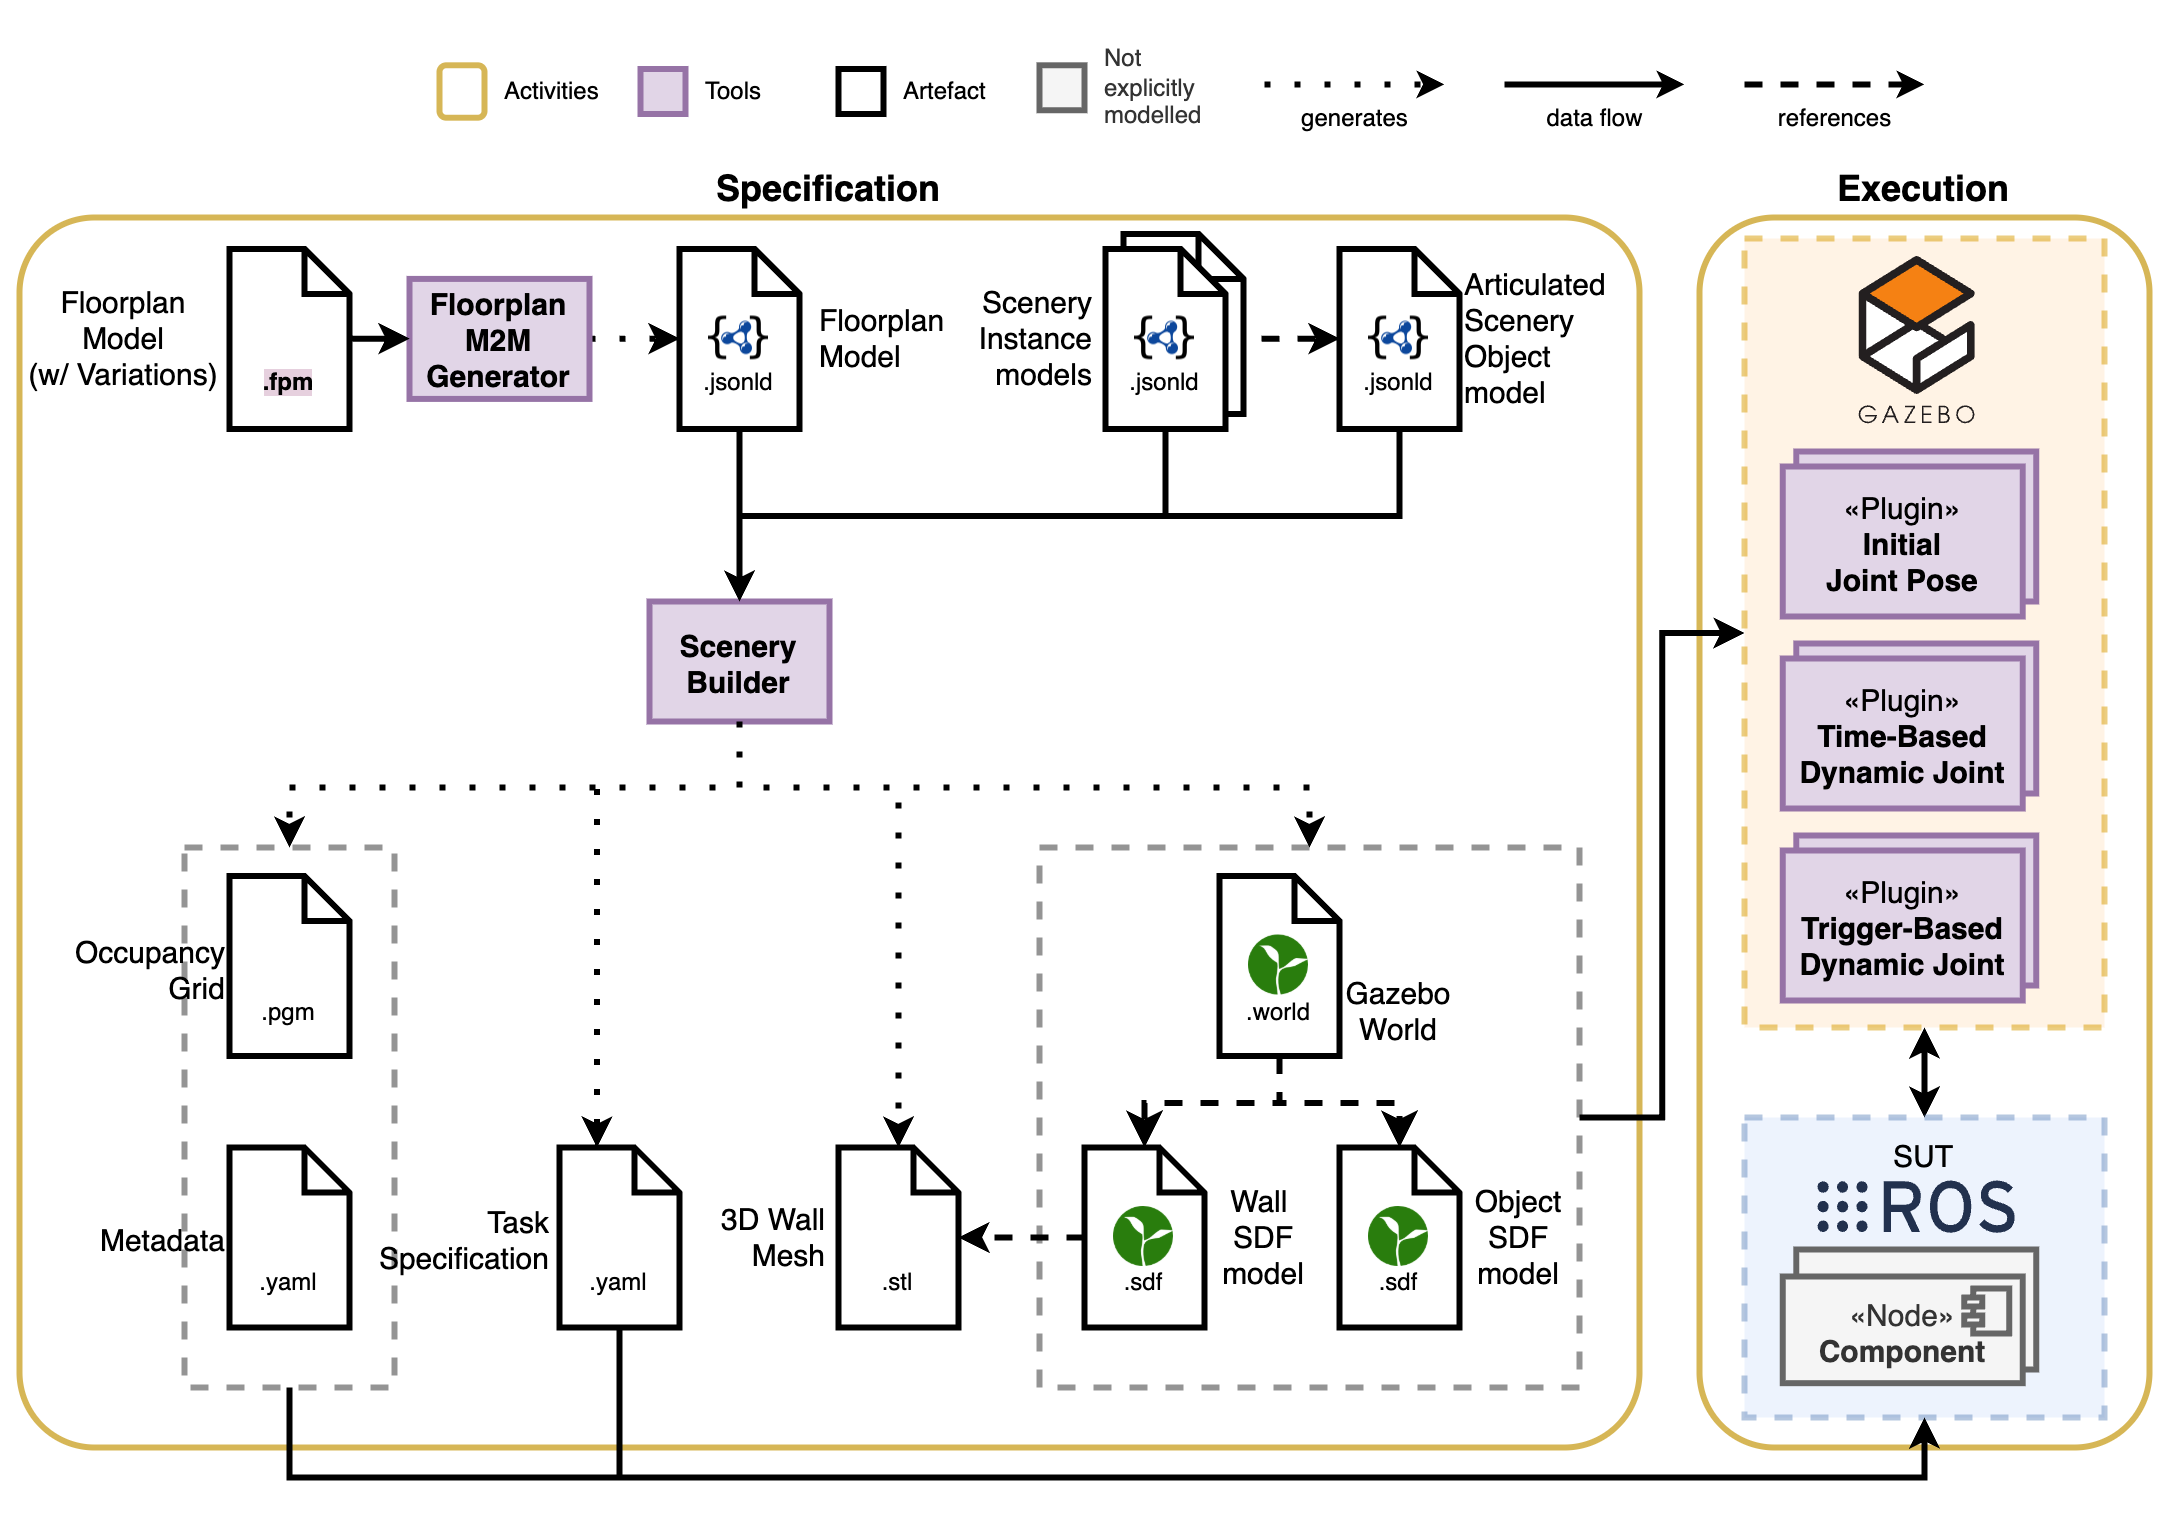 Activities
Tools
Artefact
Not
explicitly
modelled
generates
data flow
references
Specification
Execution
Floorplan
Model
(w/ Variations)
.fpm
Floorplan
M2M
Generator
.jsonld
Floorplan
Model
Scenery
Instance
models
.jsonld
.jsonld
Articulated
Scenery
Object
model
GAZEBO
«Plugin»
Initial
Joint Pose
Scenery
Builder
«Plugin»
Time-Based
Dynamic Joint
«Plugin»
Trigger-Based
Dynamic Joint
Occupancy
Grid
.pgm
.world
Gazebo
World
Metadata
.yaml
Task
Specification
.yaml
3D Wall
Mesh
.stl
.sdf
Wall
SDF
model
.sdf
Object
SDF
model
SUT
ROS
«Node»
Component